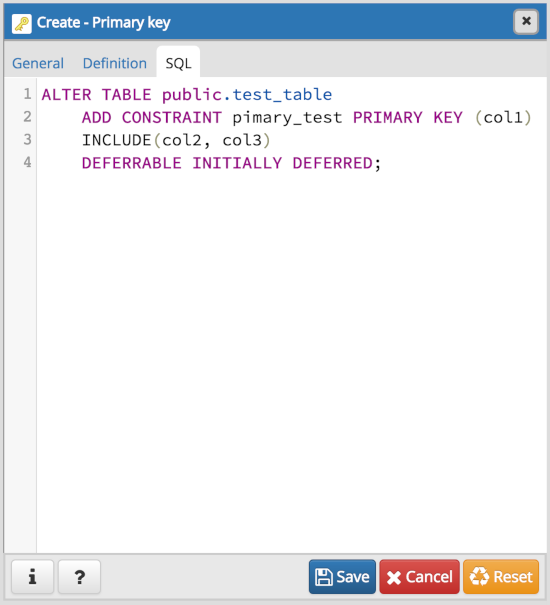 Create - Primary key
General Definition SQL
1 ALTER TABLE public.test_table
2 ADD CONSTRAINT pimary_test PRIMARY KEY (col1)
3 INCLUDE(col2, col3)
4 DEFERRABLE INITIALLY DEFERRED;
i ? Save Cancel Reset